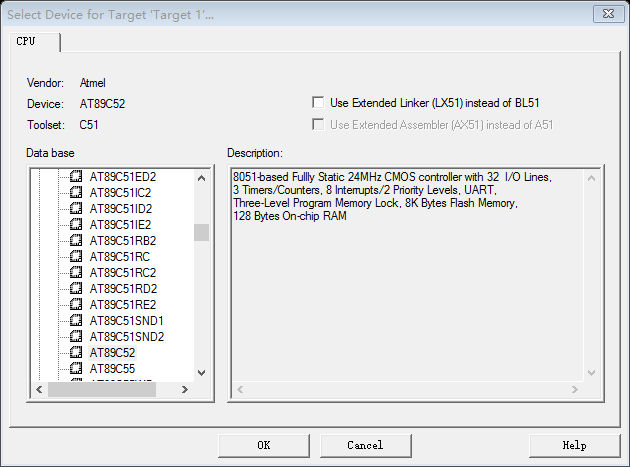 Select Device for Target 'Target 1'...
CPU
Vendor: Atmel
Device: AT89C52
Toolset: C51
Use Extended Linker (LX51) instead of BL51
Use Extended Assembler (AX51) instead of A51
Data base
AT89C51ED2
AT89C51IC2
AT89C51ID2
AT89C51IE2
AT89C51RB2
AT89C51RC
AT89C51RC2
AT89C51RD2
AT89C51RE2
AT89C51SND1
AT89C51SND2
AT89C52
AT89C55
Description:
8051-based Fullly Static 24MHz CMOS controller with 32 I/O Lines,
3 Timers/Counters, 8 Interrupts/2 Priority Levels, UART,
Three-Level Program Memory Lock, 8K Bytes Flash Memory,
128 Bytes On-chip RAM
OK
Cancel
Help